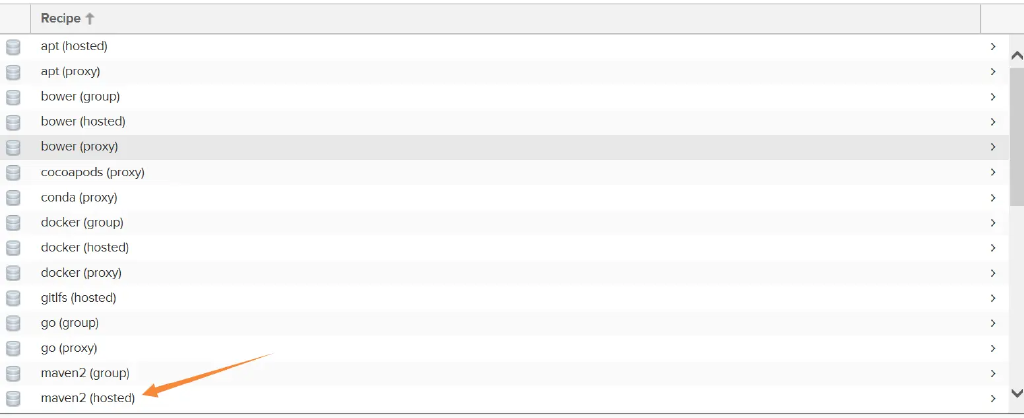 Recipe ↑
apt (hosted)
apt (proxy)
bower (group)
bower (hosted)
bower (proxy)
cocoapods (proxy)
conda (proxy)
docker (group)
docker (hosted)
docker (proxy)
gitlfs (hosted)
go (group)
go (proxy)
maven2 (group)
maven2 (hosted)